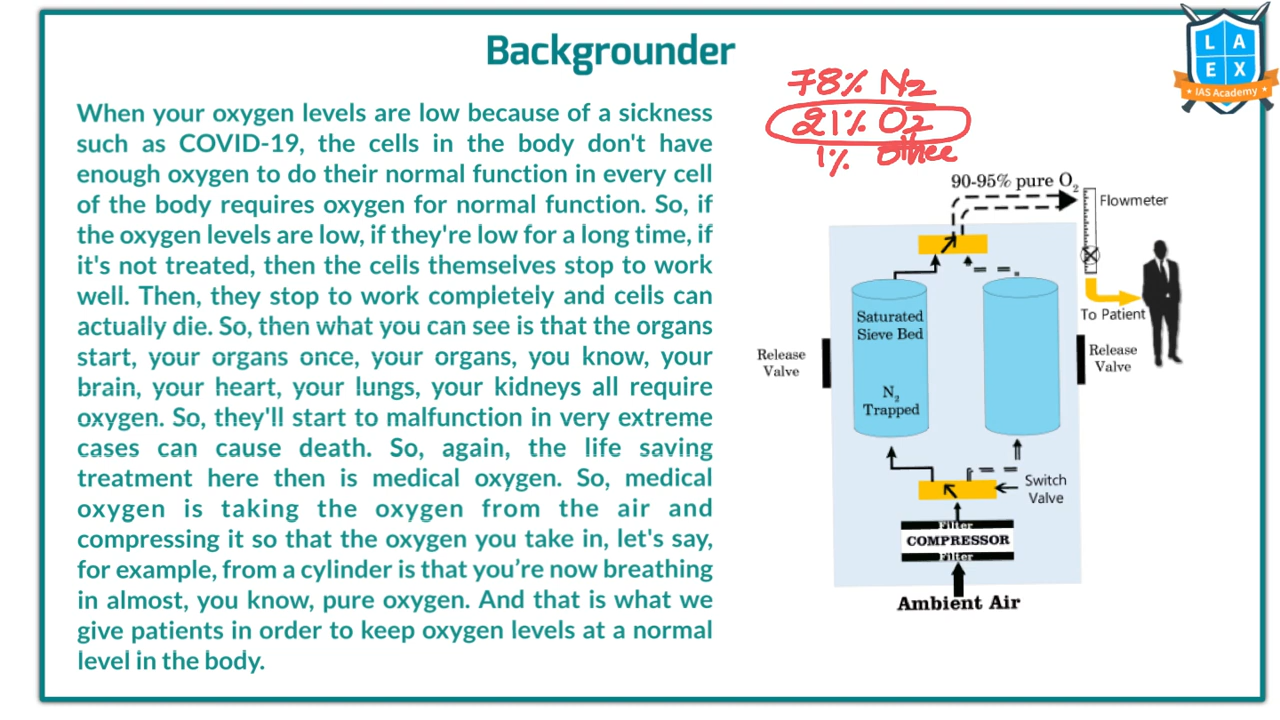 Backgrounder
When your oxygen levels are low because of a sickness
such as COVID-19, the cells in the body don't have
enough oxygen to do their normal function in every cell
of the body requires oxygen for normal function. So, if
the oxygen levels are low, if they're low for a long time, if
it's not treated, then the cells themselves stop to work
well. Then, they stop to work completely and cells can
actually die. So, then what you can see is that the organs
start, your organs once, your organs, you know, your
brain, your heart, your lungs, your kidneys all require
oxygen. So, they'll start to malfunction in very extreme
cases can cause death. So, again, the life saving
treatment here then is medical oxygen. So, medical
oxygen is taking the oxygen from the air and
compressing it so that the oxygen you take in, let's say,
for example, from a cylinder is that you’re now breathing
in almost, you know, pure oxygen. And that is what we
give patients in order to keep oxygen levels at a normal
level in the body.
78% N2
21% O2
1%
90-95% pure O2
Flowmeter
To Patient
Saturated
Sieve Bed
N2
Trapped
Release
Valve
Release
Valve
Switch
Valve
Filter
COMPRESSOR
Filter
Ambient Air
L A
E X
IAS Academy